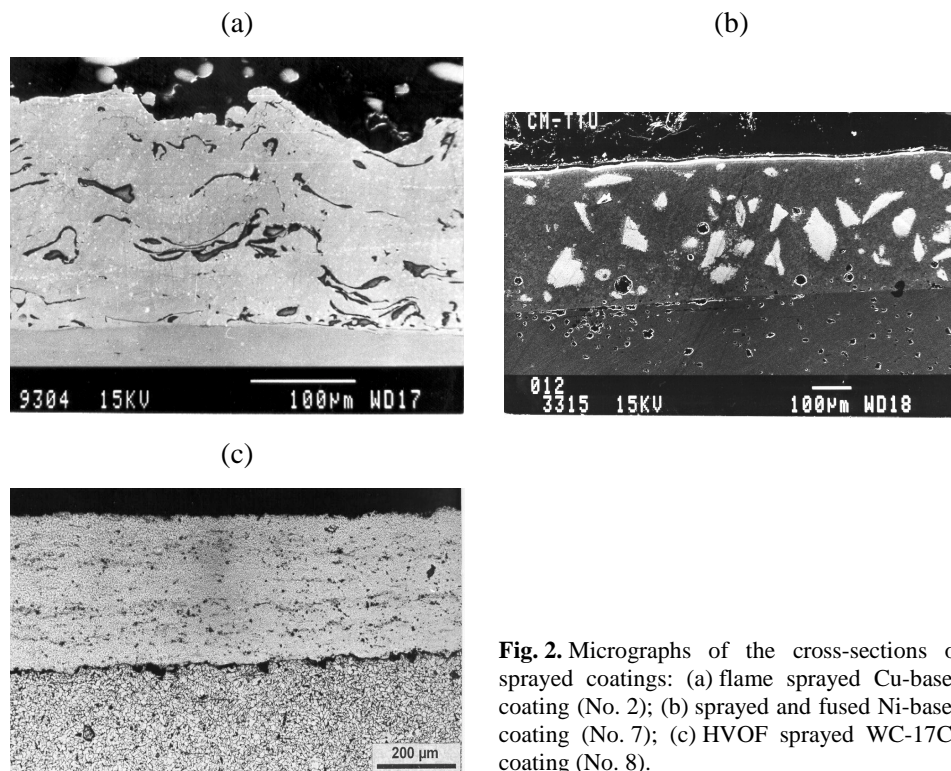 (a)
(b)
9304 15KV 100µm WD17
CM-TTU
012
3315 15KV 100µm WD18
(c)
200 µm
Fig. 2. Micrographs of the cross-sections o
sprayed coatings: (a) flame sprayed Cu-base
coating (No. 2); (b) sprayed and fused Ni-base
coating (No. 7); (c) HVOF sprayed WC-17C
coating (No. 8).